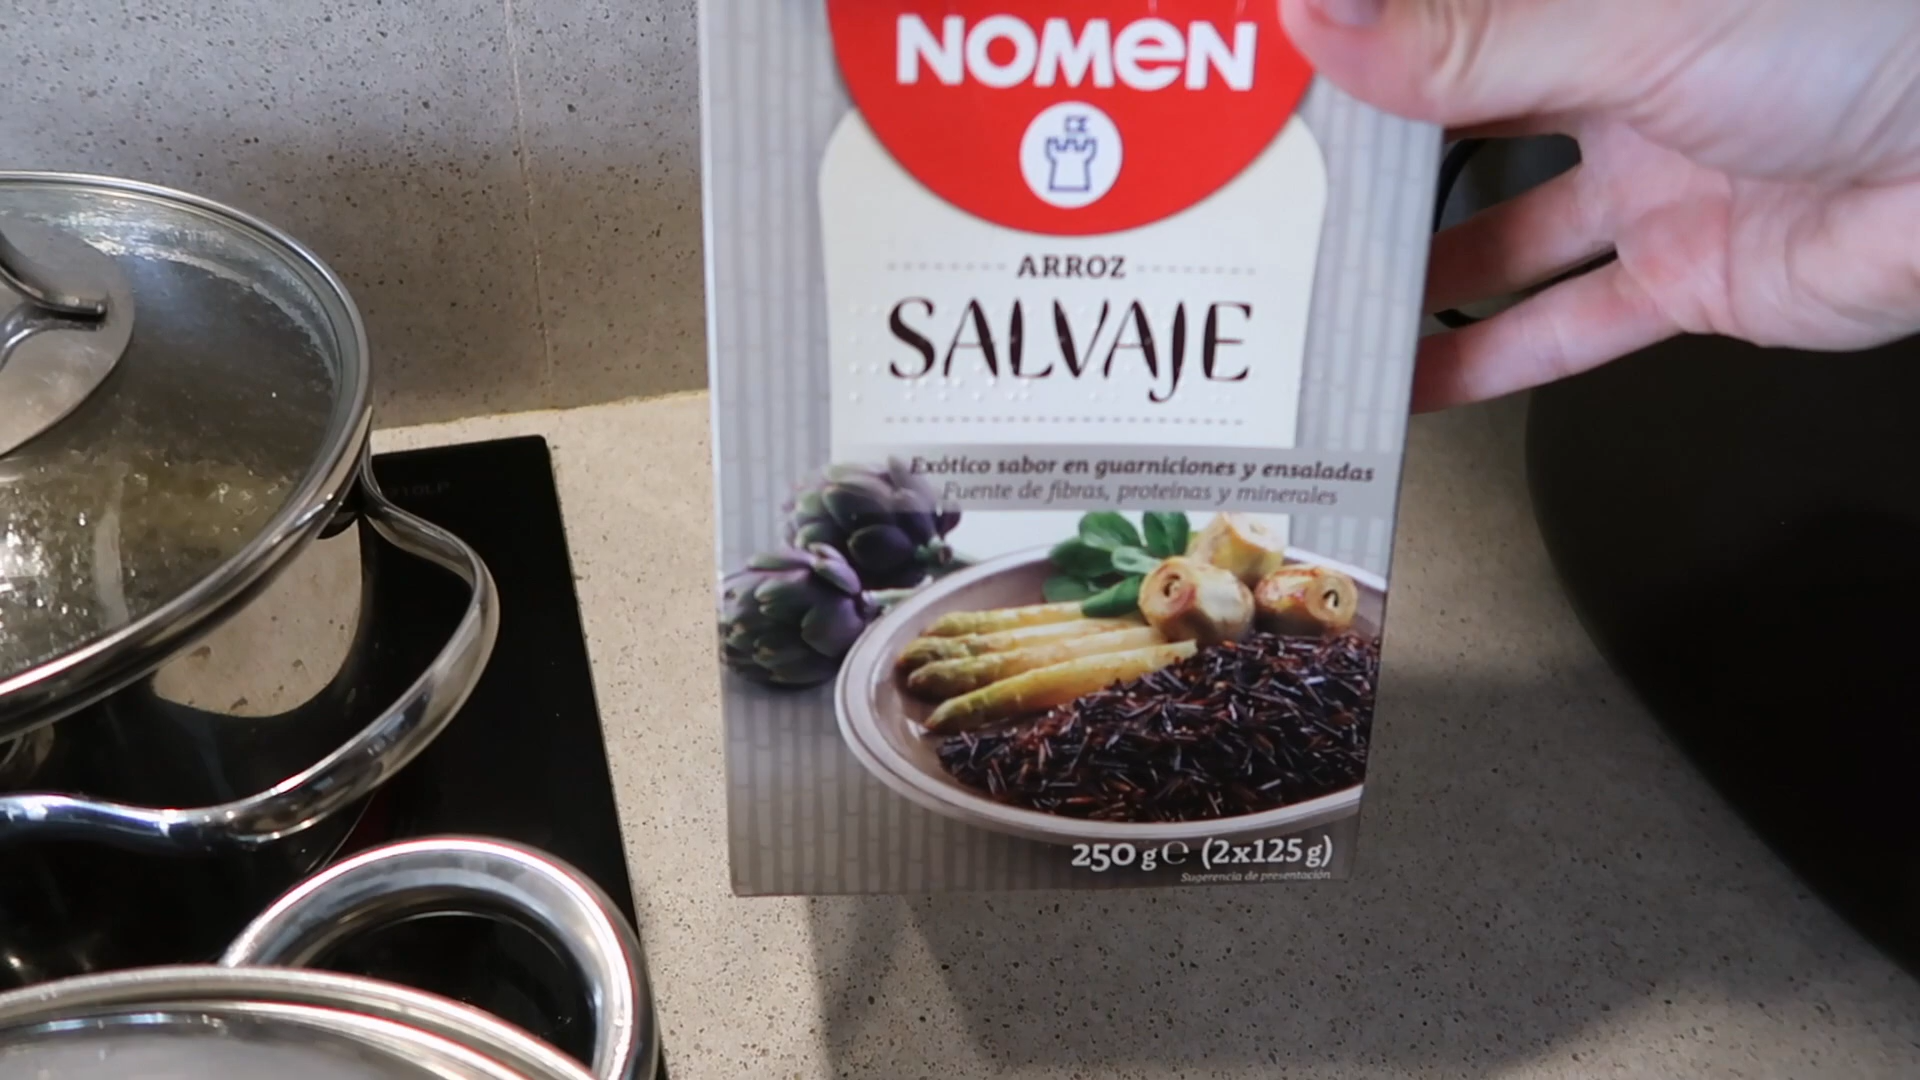 NOMeN
ARROZ
SALVAJE
Exótico sabor en guarniciones y ensaladas
Fuente de fibras, proteínas y minerales
250 g ℮ (2x125 g)
Sugerencia de presentación